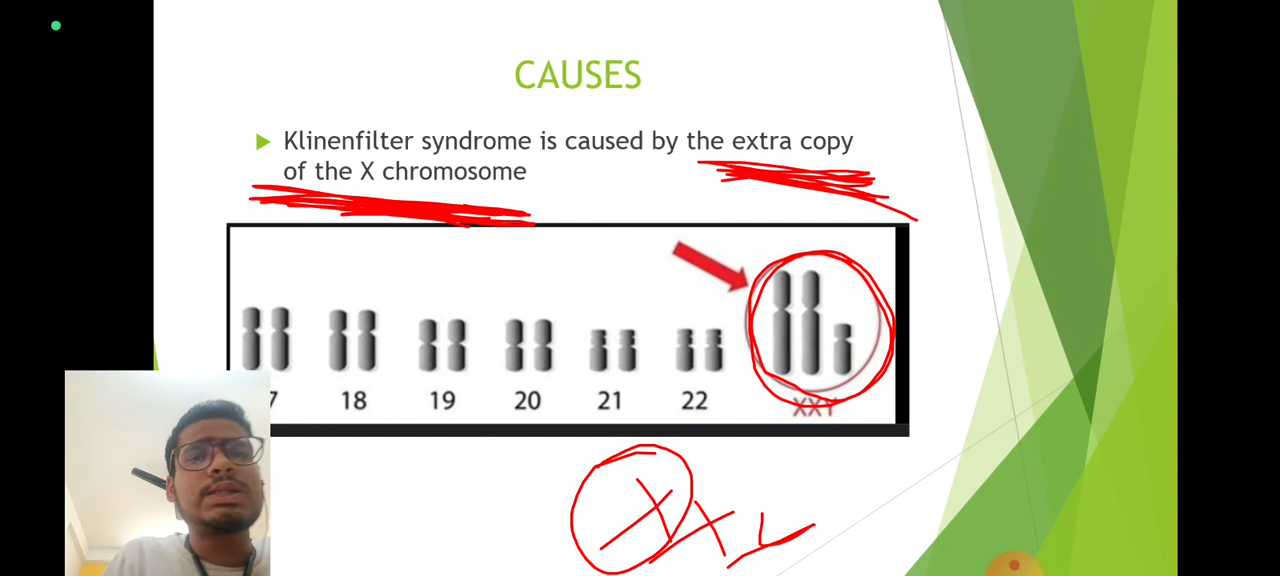 CAUSES
Klinenfilter syndrome is caused by the extra copy
of the X chromosome
7 18 19 20 21 22 XXY
XXY